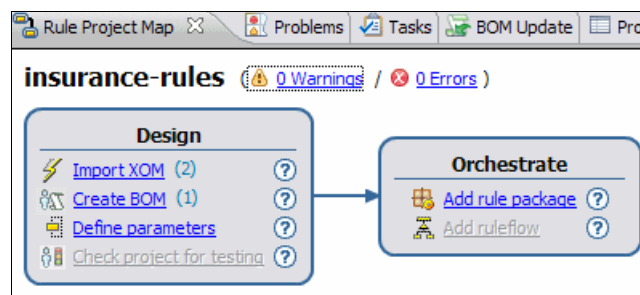 Rule Project Map Problems Tasks BOM Update Pro
insurance-rules ( 0 Warnings / 0 Errors )
Design
Import XOM (2) ?
Create BOM (1) ?
Define parameters ?
Check project for testing ?
Orchestrate
Add rule package ?
Add ruleflow ?